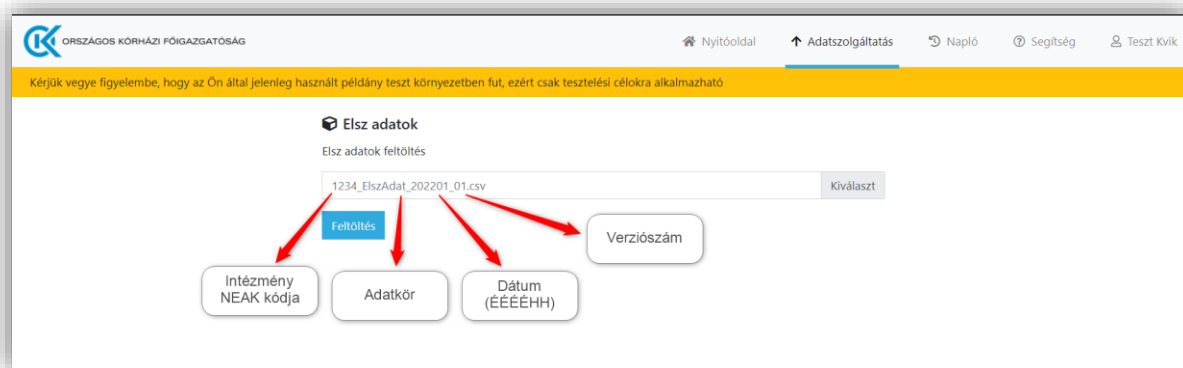 ORSZÁGOS KÓRHÁZI FŐIGAZGATÓSÁG
Nyitóoldal
Adatszolgáltatás
Napló
Segítség
Teszt Kvik
Kérjük vegye figyelembe, hogy az Ön által jelenleg használt példány teszt környezetben fut, ezért csak tesztelési célokra alkalmazható
Elsz adatok
Elsz adatok feltöltés
1234_ElszAdat_202201_01.csv
Kiválaszt
Feltöltés
Verziószám
Intézmény
NEAK kódja
Adatkör
Dátum
(ÉÉÉÉHH)